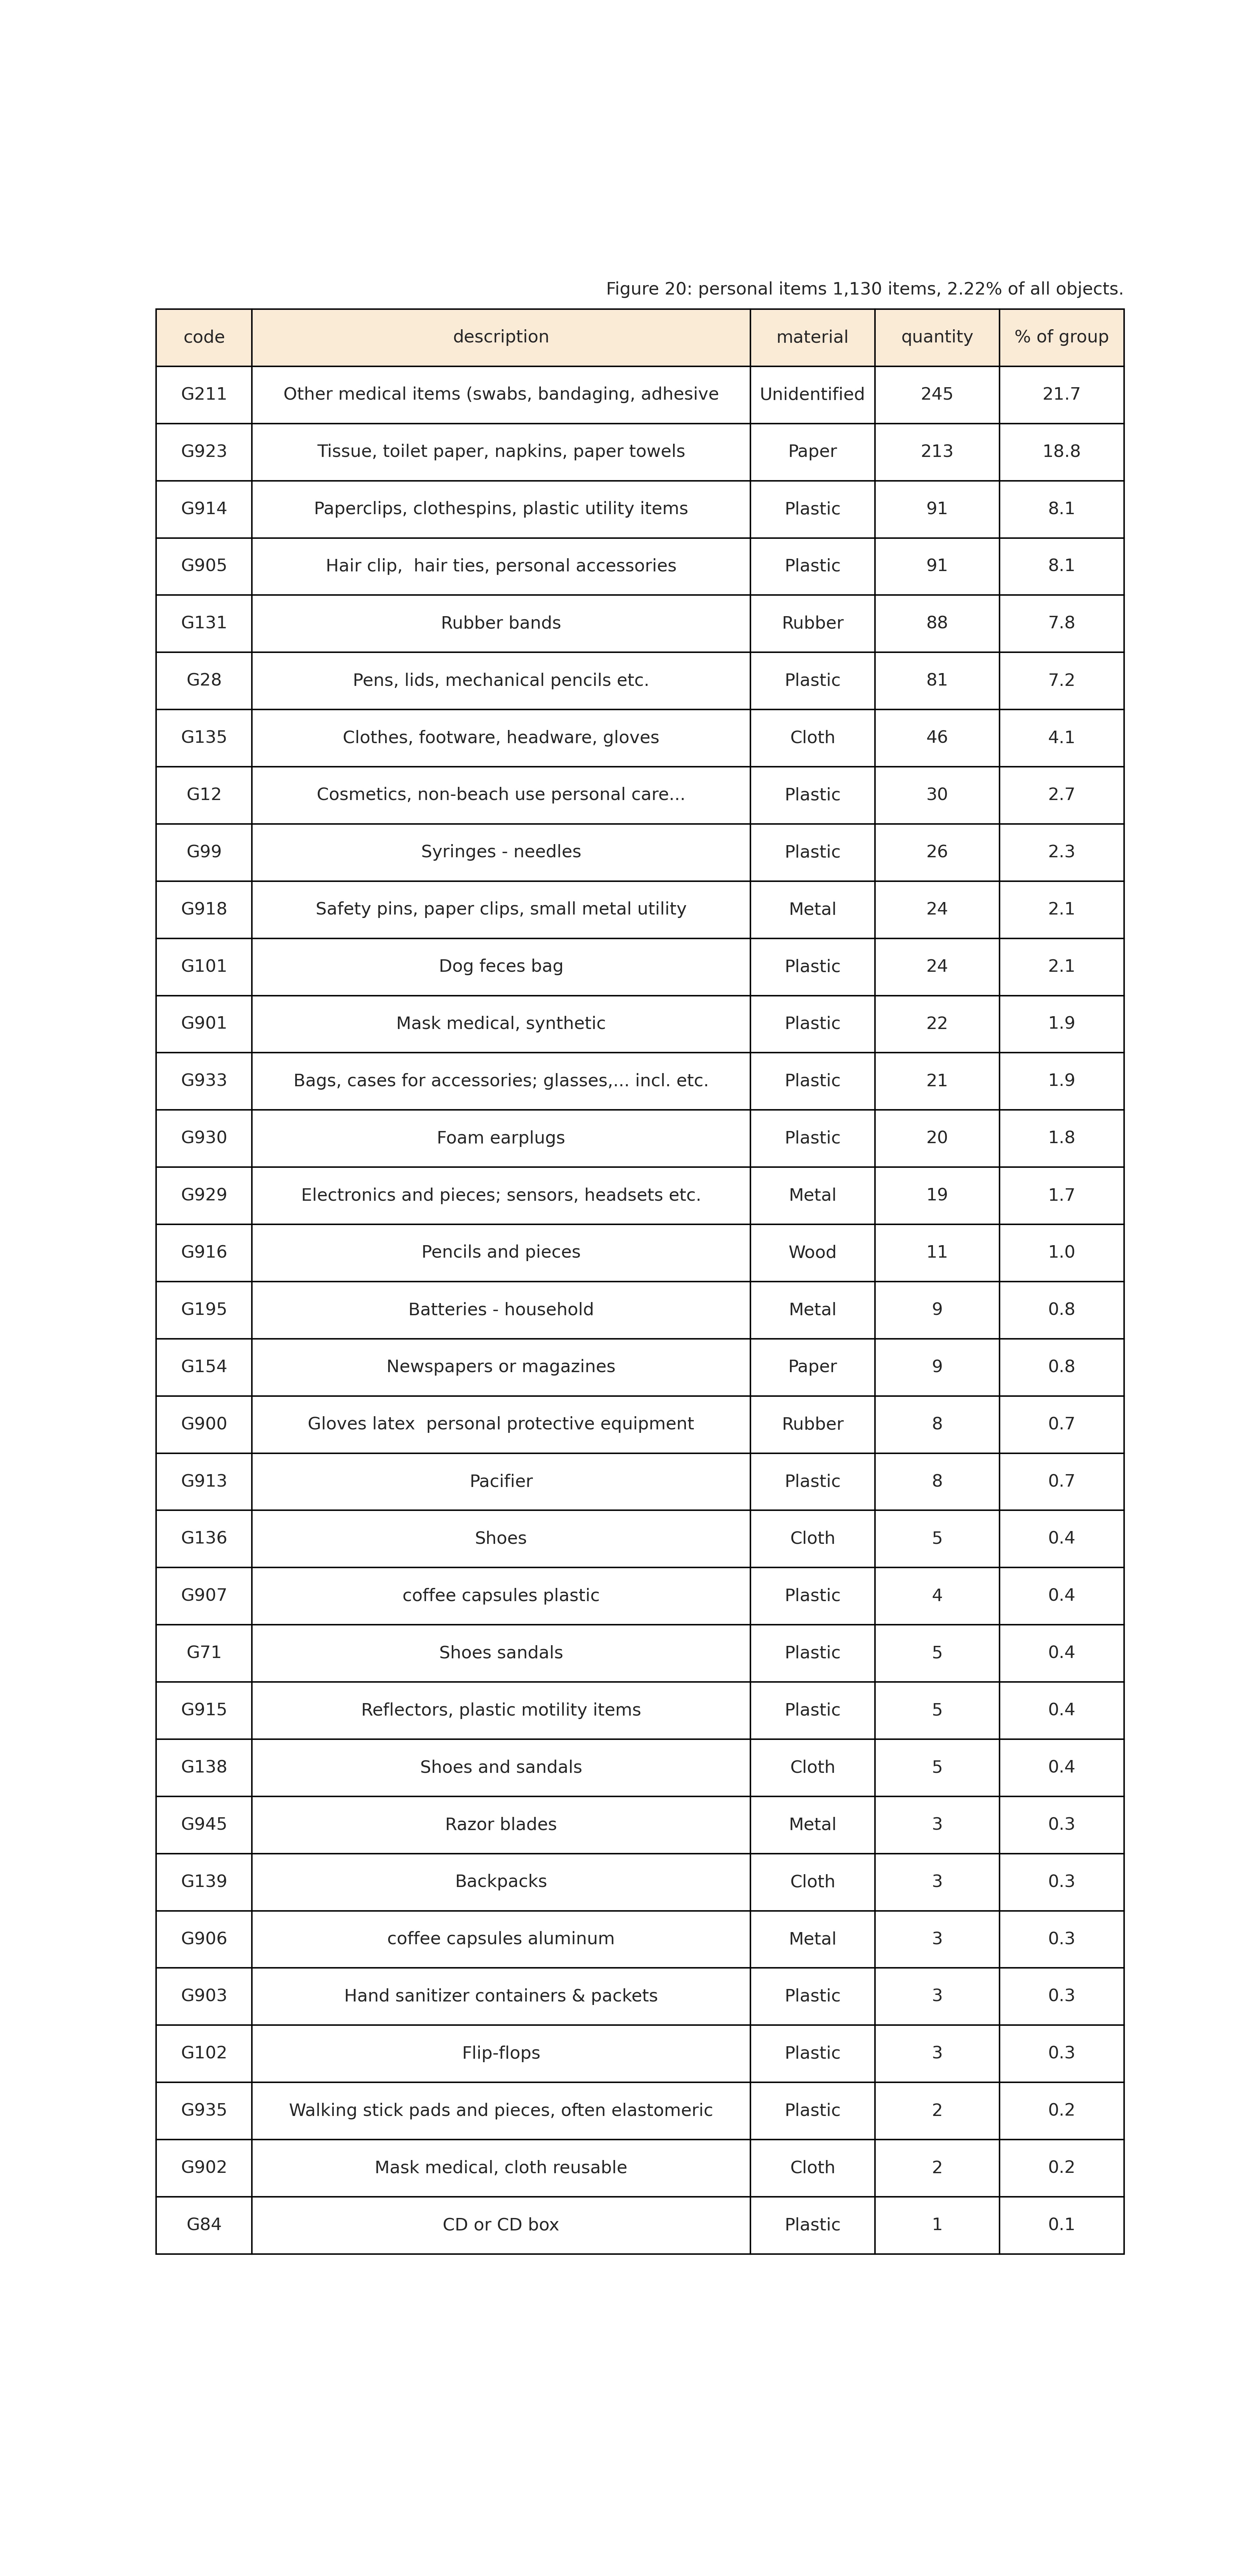 Figure 20: personal items 1,130 items, 2.22% of all objects.
code description material quantity % of group
G211 Other medical items (swabs, bandaging, adhesive Unidentified 245 21.7
G923 Tissue, toilet paper, napkins, paper towels Paper 213 18.8
G914 Paperclips, clothespins, plastic utility items Plastic 91 8.1
G905 Hair clip,  hair ties, personal accessories Plastic 91 8.1
G131 Rubber bands Rubber 88 7.8
G28 Pens, lids, mechanical pencils etc. Plastic 81 7.2
G135 Clothes, footware, headware, gloves Cloth 46 4.1
G12 Cosmetics, non-beach use personal care... Plastic 30 2.7
G99 Syringes - needles Plastic 26 2.3
G918 Safety pins, paper clips, small metal utility Metal 24 2.1
G101 Dog feces bag Plastic 24 2.1
G901 Mask medical, synthetic Plastic 22 1.9
G933 Bags, cases for accessories; glasses,... incl. etc. Plastic 21 1.9
G930 Foam earplugs Plastic 20 1.8
G929 Electronics and pieces; sensors, headsets etc. Metal 19 1.7
G916 Pencils and pieces Wood 11 1.0
G195 Batteries - household Metal 9 0.8
G154 Newspapers or magazines Paper 9 0.8
G900 Gloves latex  personal protective equipment Rubber 8 0.7
G913 Pacifier Plastic 8 0.7
G136 Shoes Cloth 5 0.4
G907 coffee capsules plastic Plastic 4 0.4
G71 Shoes sandals Plastic 5 0.4
G915 Reflectors, plastic motility items Plastic 5 0.4
G138 Shoes and sandals Cloth 5 0.4
G945 Razor blades Metal 3 0.3
G139 Backpacks Cloth 3 0.3
G906 coffee capsules aluminum Metal 3 0.3
G903 Hand sanitizer containers & packets Plastic 3 0.3
G102 Flip-flops Plastic 3 0.3
G935 Walking stick pads and pieces, often elastomeric Plastic 2 0.2
G902 Mask medical, cloth reusable Cloth 2 0.2
G84 CD or CD box Plastic 1 0.1